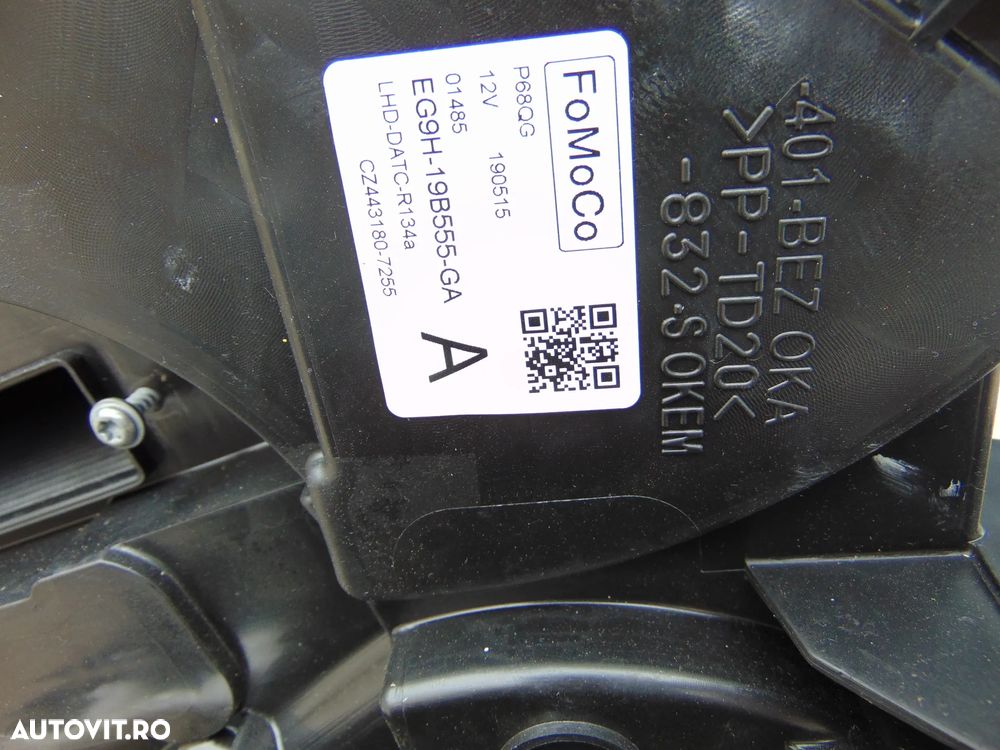 FoMoCo
P68QG
12V 190515
01485
EG9H-19B555-GA
LHD-DATC-R134a
CZ443180-7255
A
-401-BEZ OKA
>PP-TD20<
-832-S OKEM
AUTOVIT.RO